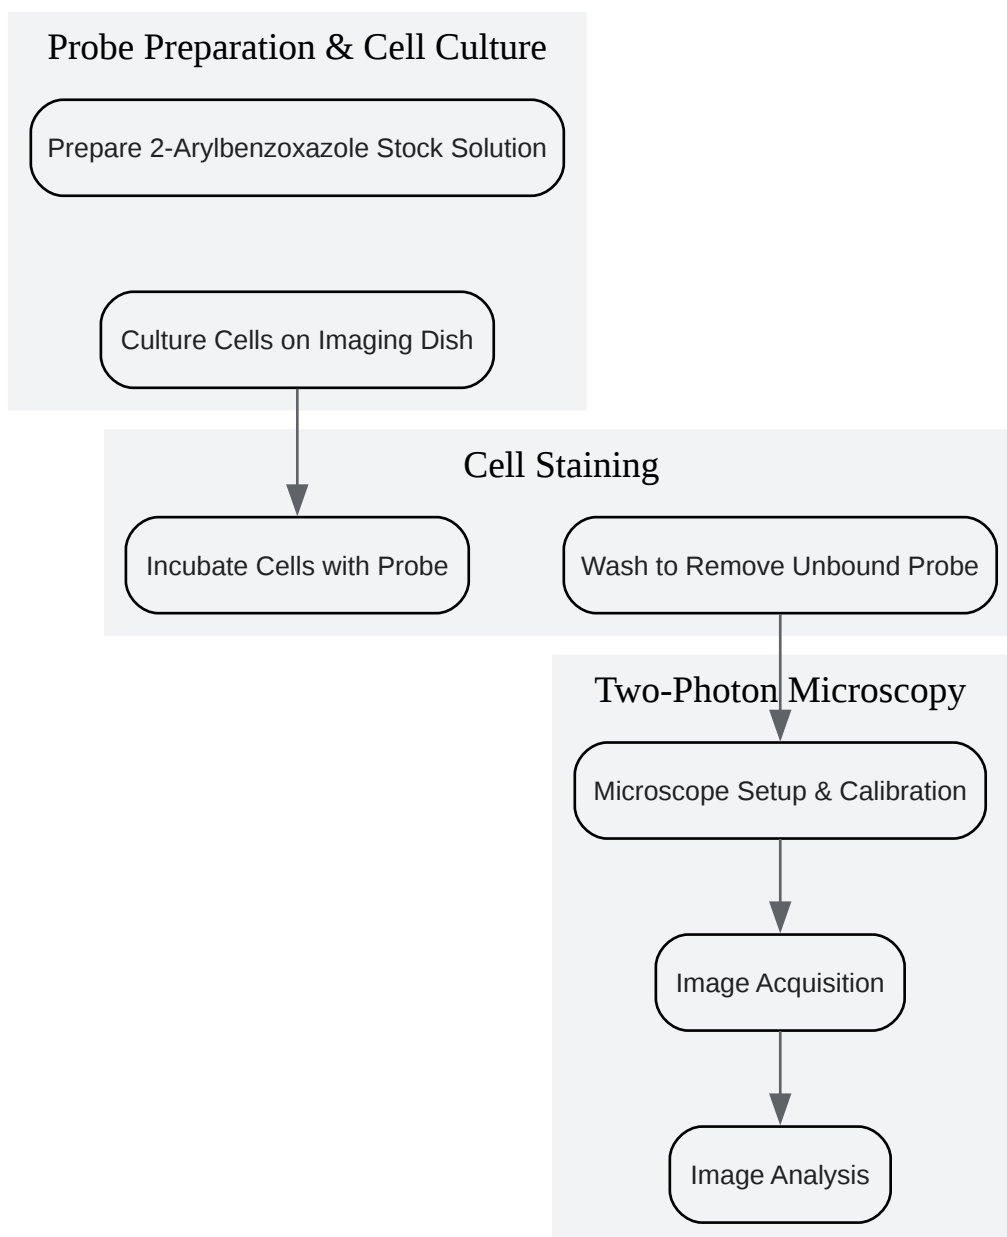 Probe Preparation & Cell Culture
Prepare 2-Arylbenzoxazole Stock Solution
Culture Cells on Imaging Dish
Cell Staining
Incubate Cells with Probe
Wash to Remove Unbound Probe
Two-Photon Microscopy
Microscope Setup & Calibration
Image Acquisition
Image Analysis